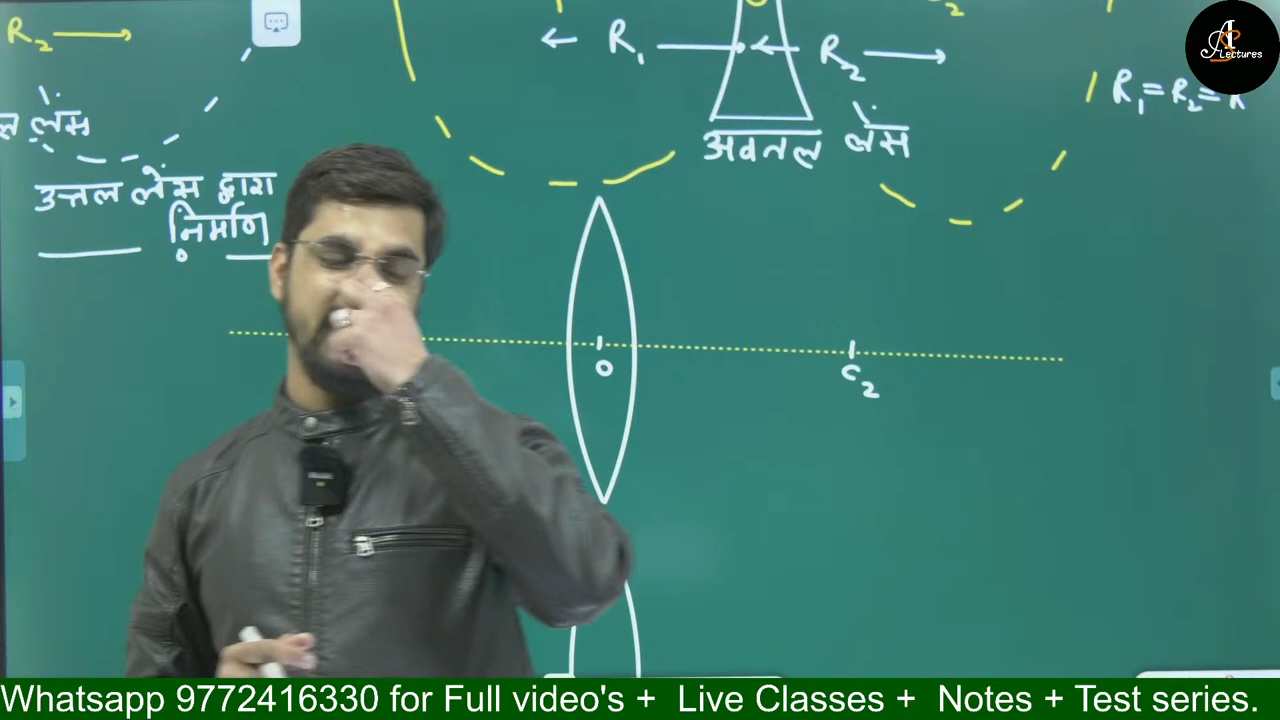 R₂
R₁
R₂
R₁=R₂=R
AS
Lectures
ल लेंस
अवतल लेंस
उत्तल लेंस द्वारा
निर्माण
O
C₂
Whatsapp 9772416330 for Full video's + Live Classes + Notes + Test series.